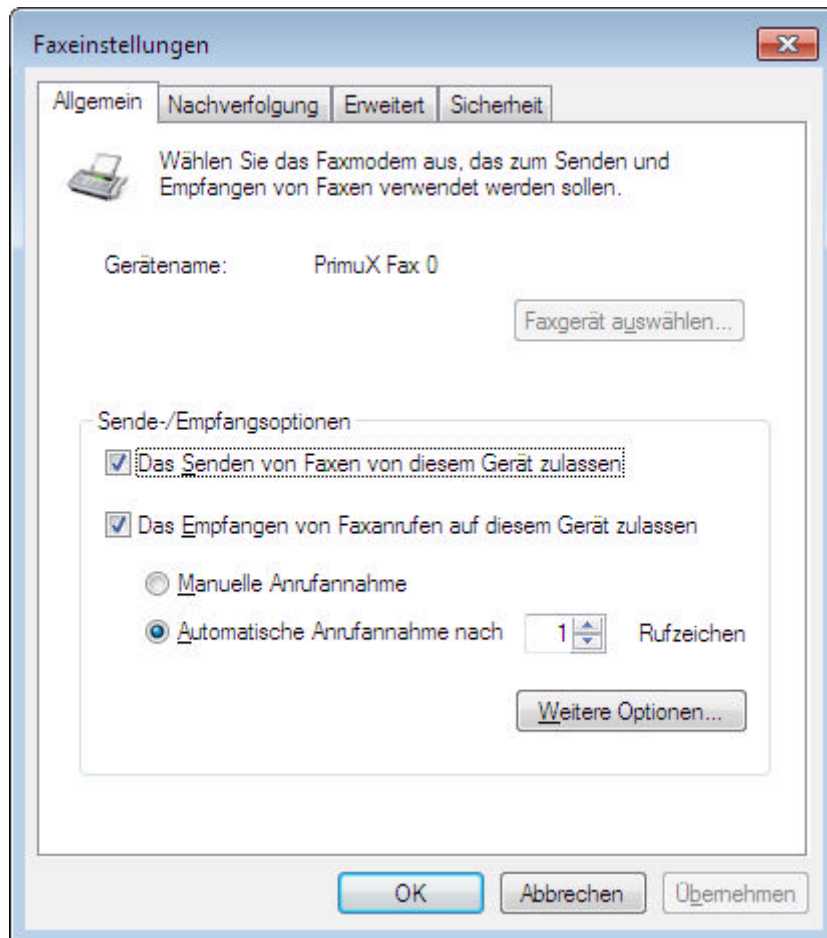 Faxeinstellungen
Allgemein Nachverfolgung Erweitert Sicherheit
Wählen Sie das Faxmodem aus, das zum Senden und
Empfangen von Faxen verwendet werden sollen.
Gerätename: PrimuX Fax 0
Faxgerät auswählen...
Sende-/Empfangsoptionen
Das Senden von Faxen von diesem Gerät zulassen
Das Empfangen von Faxanrufen auf diesem Gerät zulassen
Manuelle Anrufannahme
Automatische Anrufannahme nach 1 Rufzeichen
Weitere Optionen...
OK Abbrechen Übernehmen